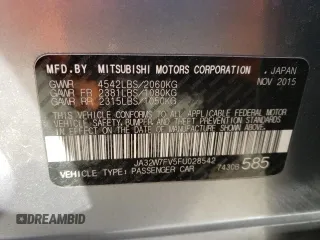 MFD.BY MITSUBISHI MOTORS CORPORATION , JAPAN
GVWR 4542LBS/2060KG NOV 2015
GAWR FR 2381LBS/1080KG
GAWR RR 2315LBS/1050KG
THIS VEHICLE CONFORMS TO ALL APPLICABLE FEDERAL
MOTOR VEHICLE SAFETY, BUMPER AND THEFT PREVENTION
STANDARDS IN EFFECT ON THE DATE OF
MANUFACTURE SHOWN ABOVE.
JA32W7FV5FU028542
VEHICLE TYPE: PASSENGER CAR 74308 585
DREAMBID